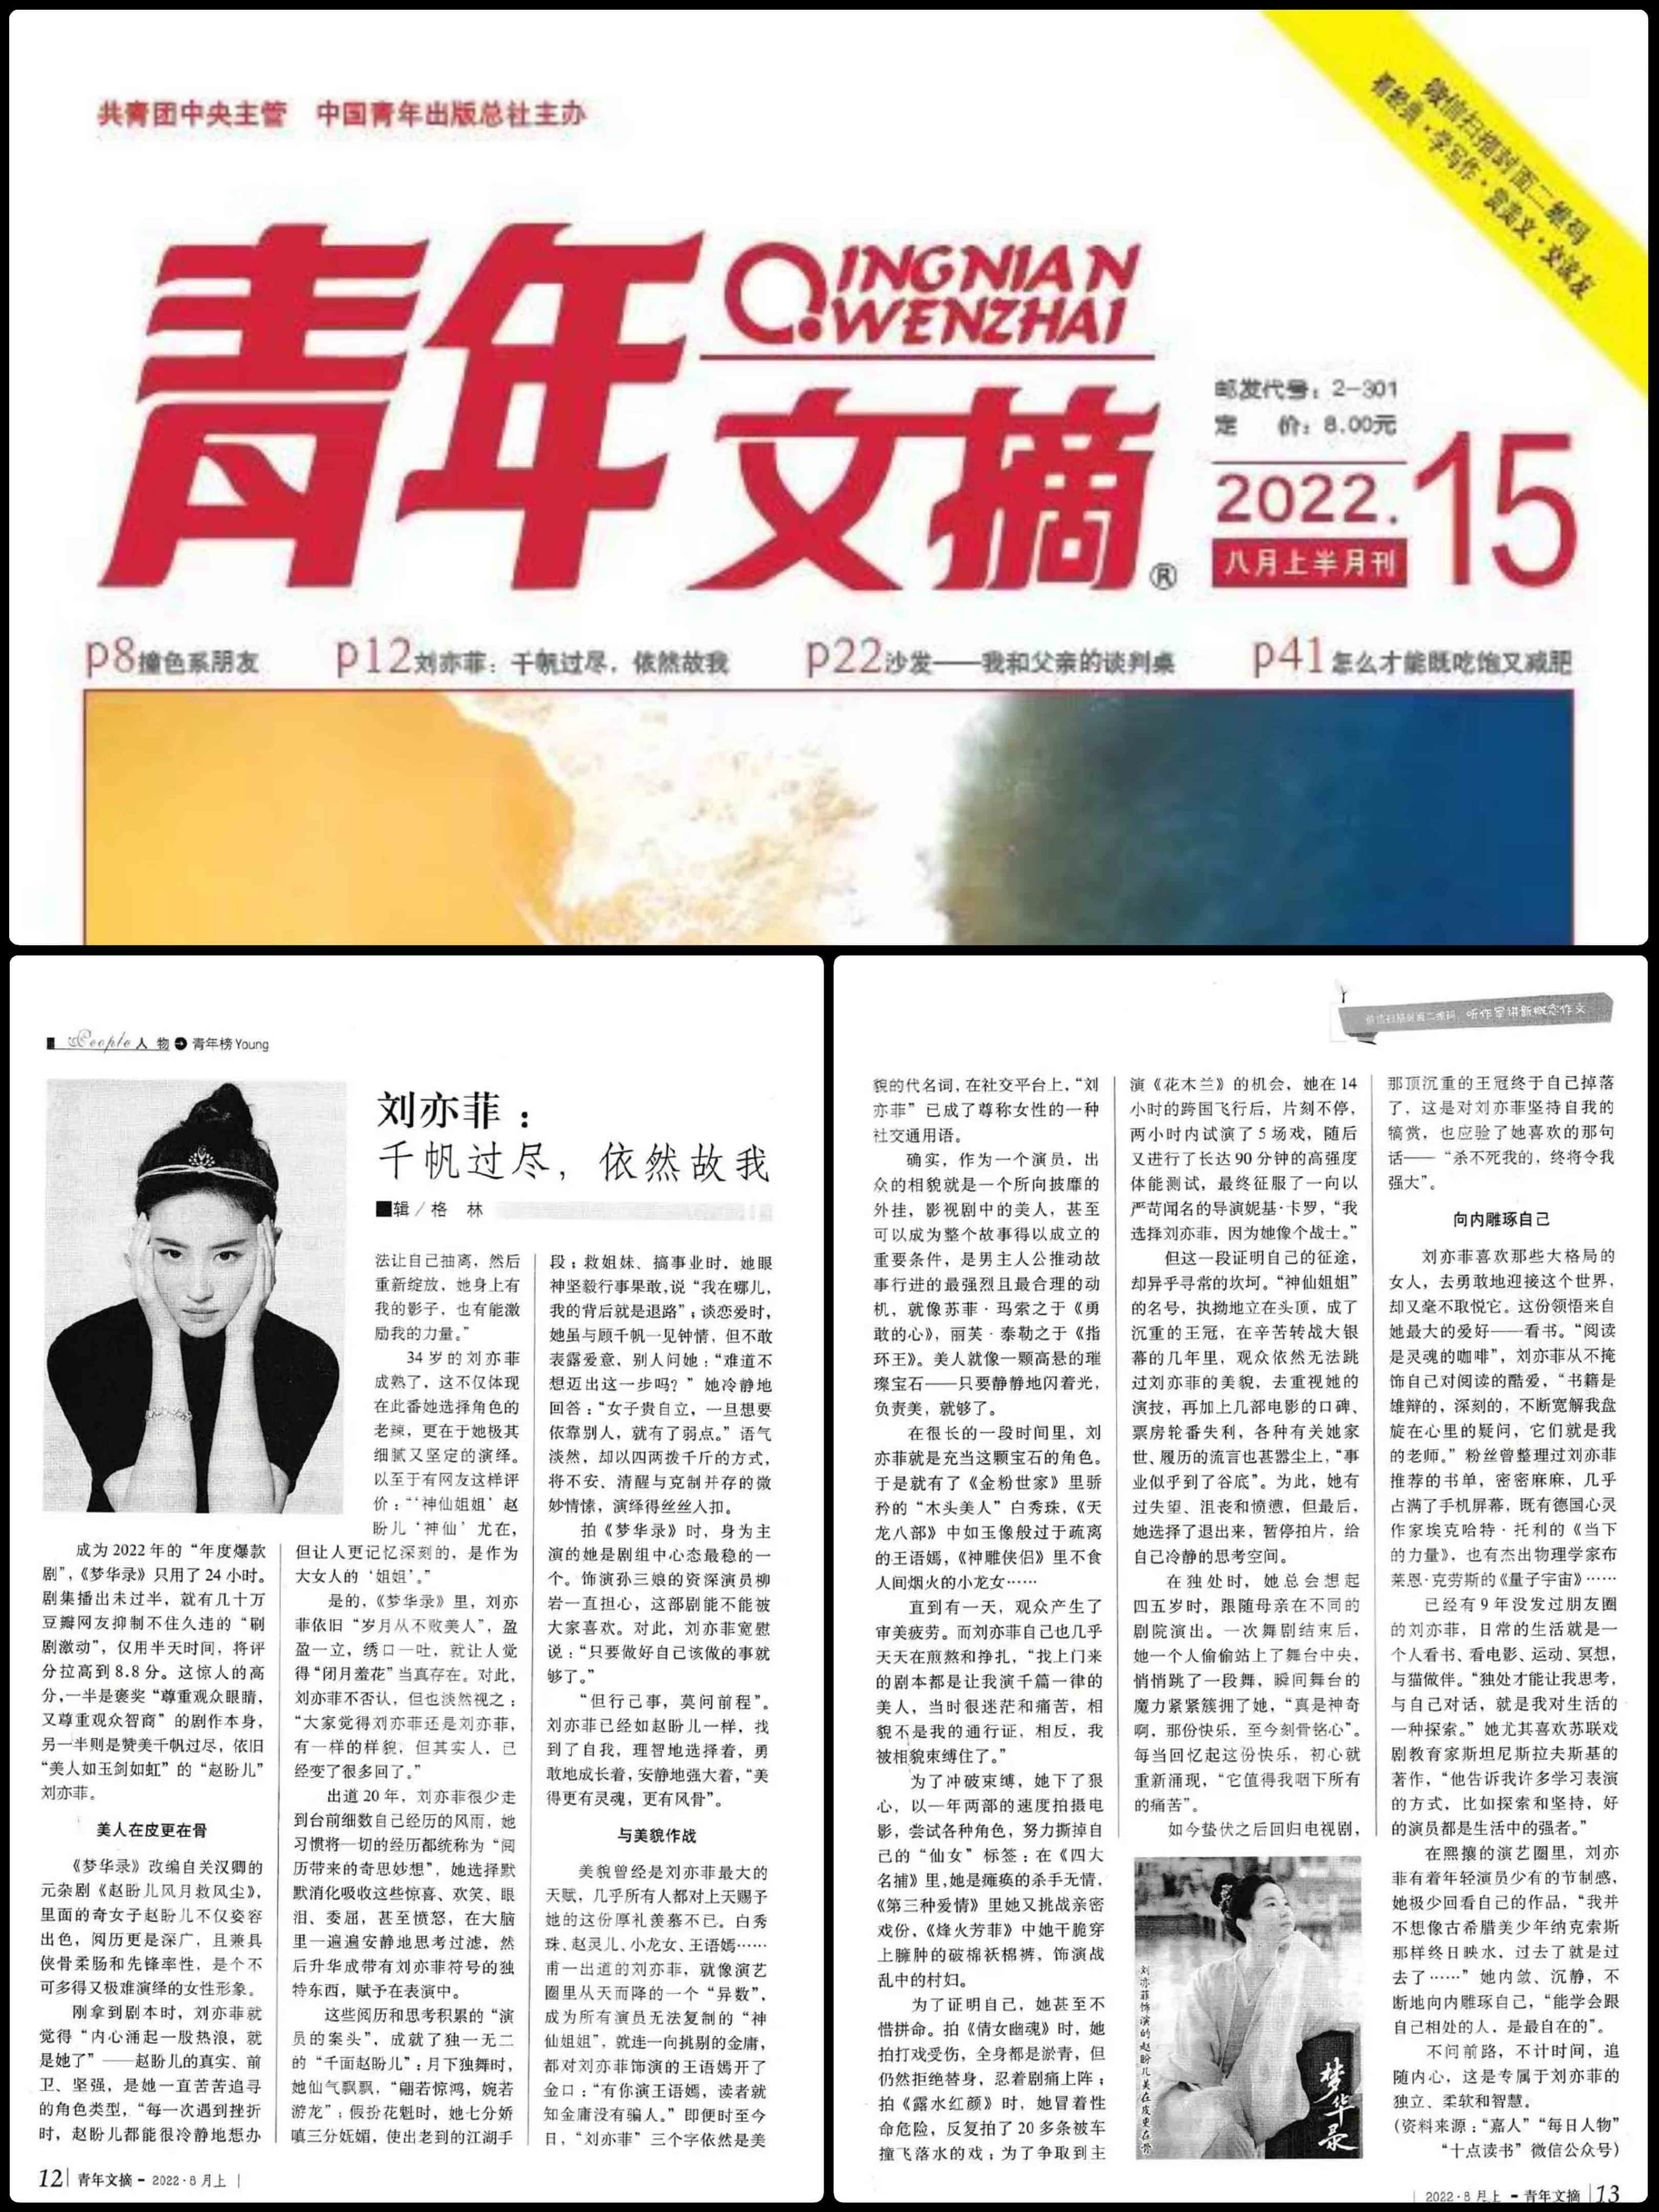 共青团中央主管 中国青年出版总社主办
微信扫描封面二维码
看经典·学写作·赏美文·交笔友
青年文摘
QINGNIAN
WENZHAI
®
邮发代号：2-301
定 价：8.00元
2022.15
八月上半月刊
p8撞色系朋友
p12刘亦菲：千帆过尽，依然故我
p22沙发——我和父亲的谈判桌
p41怎么才能既吃饱又减肥
People人 物 青年榜Young
刘亦菲：
千帆过尽，依然故我
■辑／格 林
成为2022年的“年度爆款
剧”，《梦华录》只用了24小时。
剧集播出未过半，就有几十万
豆瓣网友抑制不住久违的“刷
剧激动”，仅用半天时间，将评
分拉高到8.8分。这惊人的高
分，一半是褒奖“尊重观众眼睛，
又尊重观众智商”的剧作本身，
另一半则是赞美千帆过尽，依旧
“美人如玉剑如虹”的“赵盼儿”
刘亦菲。
美人在皮更在骨
《梦华录》改编自关汉卿的
元杂剧《赵盼儿风月救风尘》，
里面的奇女子赵盼儿不仅姿容
出色，阅历更是深广，且兼具
侠骨柔肠和先锋率性，是个不
可多得又极难演绎的女性形象。
刚拿到剧本时，刘亦菲就
觉得“内心涌起一股热浪，就
是她了”——赵盼儿的真实、前
卫、坚强，是她一直苦苦追寻
的角色类型，“每一次遇到挫折
时，赵盼儿都能很冷静地想办
法让自己抽离，然后
重新绽放，她身上有
我的影子，也有能激
励我的力量。”
34岁的刘亦菲
成熟了，这不仅体现
在此番她选择角色的
老辣，更在于她极其
细腻又坚定的演绎。
以至于有网友这样评
价：“‘神仙姐姐’赵
盼儿‘神仙’尤在，
但让人更记忆深刻的，是作为
大女人的‘姐姐’。”
是的，《梦华录》里，刘亦
菲依旧“岁月从不败美人”，盈
盈一立，绣口一吐，就让人觉
得“闭月羞花”当真存在。对此，
刘亦菲不否认，但也淡然视之：
“大家觉得刘亦菲还是刘亦菲，
有一样的样貌，但其实人，已
经变了很多回了。”
出道20年，刘亦菲很少走
到台前细数自己经历的风雨，她
习惯将一切的经历都统称为“阅
历带来的奇思妙想”，她选择默
默消化吸收这些惊喜、欢笑、眼
泪、委屈，甚至愤怒，在大脑
里一遍遍安静地思考过滤，然
后升华成带有刘亦菲符号的独
特东西，赋予在表演中。
这些阅历和思考积累的“演
员的案头”，成就了独一无二
的“千面赵盼儿”：月下独舞时，
她仙气飘飘，“翩若惊鸿，婉若
游龙”；假扮花魁时，她七分娇
嗔三分妩媚，使出老到的江湖手
段；救姐妹、搞事业时，她眼
神坚毅行事果敢，说“我在哪儿，
我的背后就是退路”；谈恋爱时，
她虽与顾千帆一见钟情，但不敢
表露爱意，别人问她：“难道不
想迈出这一步吗？”她冷静地
回答：“女子贵自立，一旦想要
依靠别人，就有了弱点。”语气
淡然，却以四两拨千斤的方式，
将不安、清醒与克制并存的微
妙情愫，演绎得丝丝入扣。
拍《梦华录》时，身为主
演的她是剧组中心态最稳的一
个。饰演孙三娘的资深演员柳
岩一直担心，这部剧能不能被
大家喜欢。对此，刘亦菲宽慰
说：“只要做好自己该做的事就
够了。”
“但行己事，莫问前程”。
刘亦菲已经如赵盼儿一样，找
到了自我，理智地选择着，勇
敢地成长着，安静地强大着，“美
得更有灵魂，更有风骨”。
与美貌作战
美貌曾经是刘亦菲最大的
天赋，几乎所有人都对上天赐予
她的这份厚礼羡慕不已。白秀
珠、赵灵儿、小龙女、王语嫣……
甫一出道的刘亦菲，就像演艺
圈里从天而降的一个“异数”，
成为所有演员无法复制的“神
仙姐姐”，就连一向挑剔的金庸，
都对刘亦菲饰演的王语嫣开了
金口：“有你演王语嫣，读者就
知金庸没有骗人。”即便时至今
日，“刘亦菲”三个字依然是美
12 青年文摘 - 2022·8月上
听作家讲新概念作文
貌的代名词，在社交平台上，“刘
亦菲”已成了尊称女性的一种
社交通用语。
确实，作为一个演员，出
众的相貌就是一个所向披靡的
外挂，影视剧中的美人，甚至
可以成为整个故事得以成立的
重要条件，是男主人公推动故
事行进的最强烈且最合理的动
机，就像苏菲·玛索之于《勇
敢的心》，丽芙·泰勒之于《指
环王》。美人就像一颗高悬的璀
璨宝石——只要静静地闪着光，
负责美，就够了。
在很长的一段时间里，刘
亦菲就是充当这颗宝石的角色。
于是就有了《金粉世家》里骄
矜的“木头美人”白秀珠，《天
龙八部》中如玉像般过于疏离
的王语嫣，《神雕侠侣》里不食
人间烟火的小龙女……
直到有一天，观众产生了
审美疲劳。而刘亦菲自己也几乎
天天在煎熬和挣扎，“找上门来
的剧本都是让我演千篇一律的
美人，当时很迷茫和痛苦，相
貌不是我的通行证，相反，我
被相貌束缚住了。”
为了冲破束缚，她下了狠
心，以一年两部的速度拍摄电
影，尝试各种角色，努力撕掉自
己的“仙女”标签：在《四大
名捕》里，她是瘫痪的杀手无情，
《第三种爱情》里她又挑战亲密
戏份，《烽火芳菲》中她干脆穿
上臃肿的破棉袄棉裤，饰演战
乱中的村妇。
为了证明自己，她甚至不
惜拼命。拍《倩女幽魂》时，她
拍打戏受伤，全身都是淤青，但
仍然拒绝替身，忍着剧痛上阵；
拍《露水红颜》时，她冒着性
命危险，反复拍了20多条被车
撞飞落水的戏；为了争取到主
演《花木兰》的机会，她在14
小时的跨国飞行后，片刻不停，
两小时内试演了5场戏，随后
又进行了长达90分钟的高强度
体能测试，最终征服了一向以
严苛闻名的导演妮基·卡罗，“我
选择刘亦菲，因为她像个战士。”
但这一段证明自己的征途，
却异乎寻常的坎坷。“神仙姐姐”
的名号，执拗地立在头顶，成了
沉重的王冠，在辛苦转战大银
幕的几年里，观众依然无法跳
过刘亦菲的美貌，去重视她的
演技，再加上几部电影的口碑、
票房轮番失利，各种有关她家
世、履历的流言也甚嚣尘上，“事
业似乎到了谷底”。为此，她有
过失望、沮丧和愤懑，但最后，
她选择了退出来，暂停拍片，给
自己冷静的思考空间。
在独处时，她总会想起
四五岁时，跟随母亲在不同的
剧院演出。一次舞剧结束后，
她一个人偷偷站上了舞台中央，
悄悄跳了一段舞，瞬间舞台的
魔力紧紧簇拥了她，“真是神奇
啊，那份快乐，至今刻骨铭心”。
每当回忆起这份快乐，初心就
重新涌现，“它值得我咽下所有
的痛苦”。
如今蛰伏之后回归电视剧，
刘亦菲饰演的赵盼儿美在皮更在骨
梦华录
那顶沉重的王冠终于自己掉落
了，这是对刘亦菲坚持自我的
犒赏，也应验了她喜欢的那句
话——“杀不死我的，终将令我
强大”。
向内雕琢自己
刘亦菲喜欢那些大格局的
女人，去勇敢地迎接这个世界，
却又毫不取悦它。这份领悟来自
她最大的爱好——看书。“阅读
是灵魂的咖啡”，刘亦菲从不掩
饰自己对阅读的酷爱，“书籍是
雄辩的，深刻的，不断宽解我盘
旋在心里的疑问，它们就是我
的老师。”粉丝曾整理过刘亦菲
推荐的书单，密密麻麻，几乎
占满了手机屏幕，既有德国心灵
作家埃克哈特·托利的《当下
的力量》，也有杰出物理学家布
莱恩·克劳斯的《量子宇宙》……
已经有9年没发过朋友圈
的刘亦菲，日常的生活就是一
个人看书、看电影、运动、冥想，
与猫做伴。“独处才能让我思考，
与自己对话，就是我对生活的
一种探索。”她尤其喜欢苏联戏
剧教育家斯坦尼斯拉夫斯基的
著作，“他告诉我许多学习表演
的方式，比如探索和坚持，好
的演员都是生活中的强者。”
在熙攘的演艺圈里，刘亦
菲有着年轻演员少有的节制感，
她极少回看自己的作品，“我并
不想像古希腊美少年纳克索斯
那样终日映水，过去了就是过
去了……”她内敛、沉静，不
断地向内雕琢自己，“能学会跟
自己相处的人，是最自在的”。
不问前路，不计时间，追
随内心，这是专属于刘亦菲的
独立、柔软和智慧。
（资料来源：“嘉人”“每日人物”
“十点读书”微信公众号）
2022·8月上 - 青年文摘 13